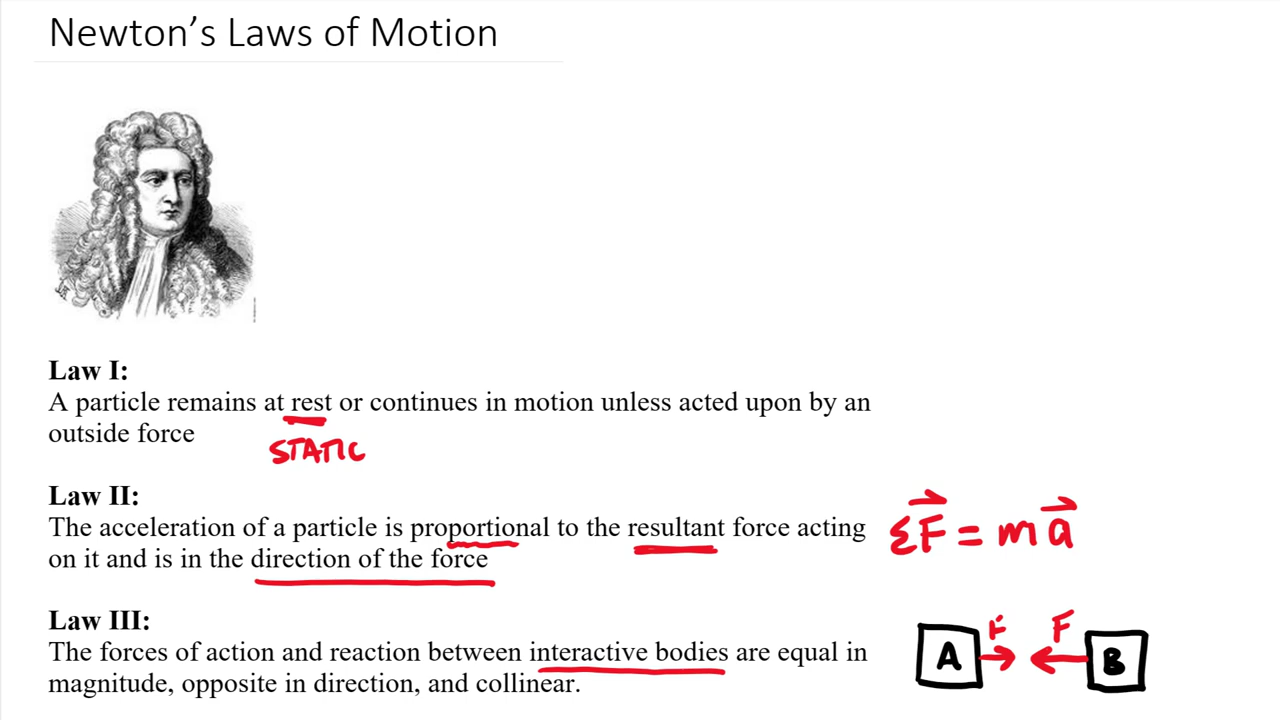 Newton’s Laws of Motion
Law I:
A particle remains at rest or continues in motion unless acted upon by an
outside force
STATIC
Law II:
The acceleration of a particle is proportional to the resultant force acting
on it and is in the direction of the force
ΣF = ma
Law III:
The forces of action and reaction between interactive bodies are equal in
magnitude, opposite in direction, and collinear.
F F
A B